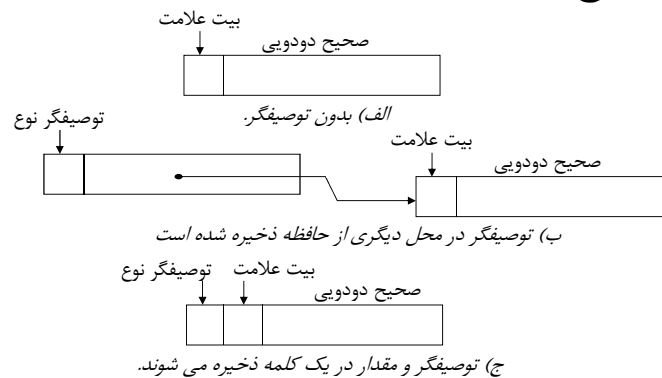 بیت علامت
صحیح دودویی
الف) بدون توصیفگر.
توصیفگر نوع
بیت علامت
صحیح دودویی
ب) توصیفگر در محل دیگری از حافظه ذخیره شده است
توصیفگر نوع بیت علامت
صحیح دودویی
ج) توصیفگر و مقدار در یک کلمه ذخیره می شوند.